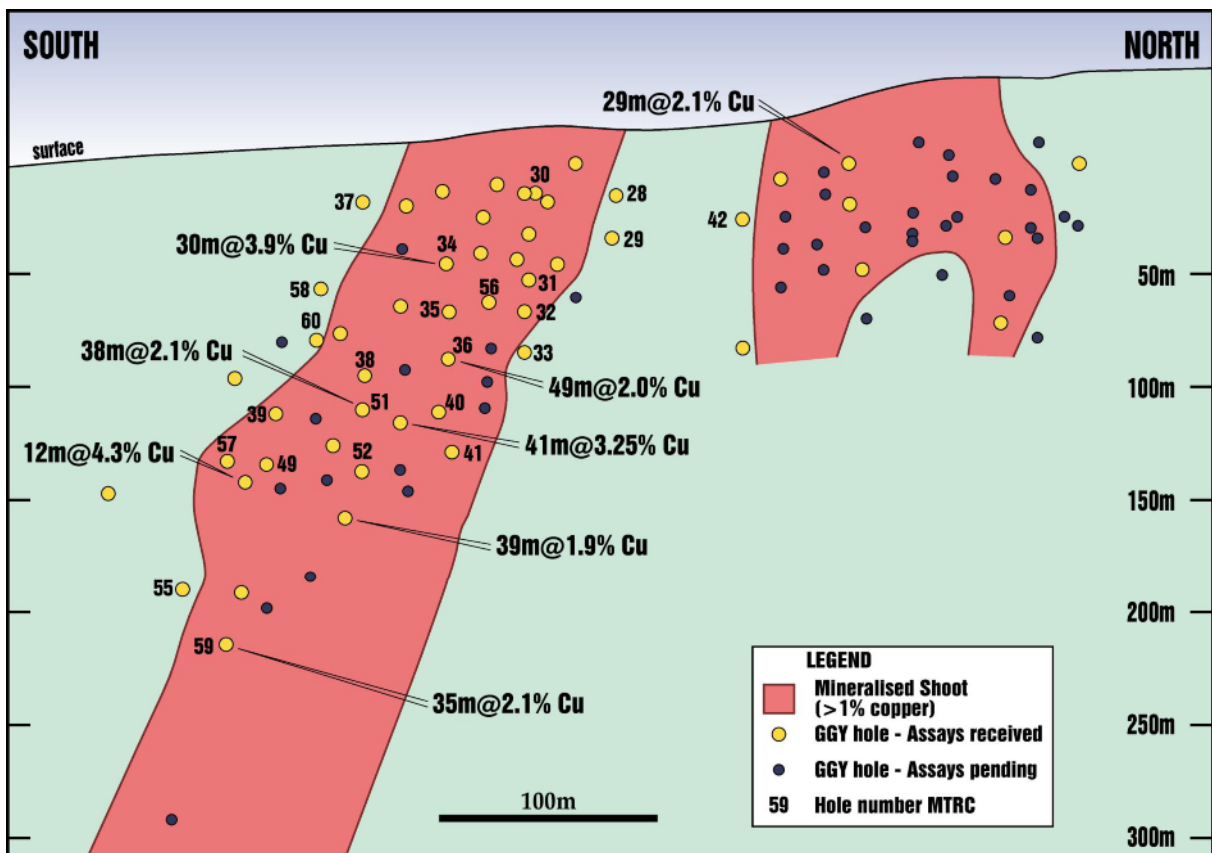 SOUTH
NORTH
surface
29m@2.1% Cu
30
28
37
42
29
30m@3.9% Cu
34
50m
31
58
56
35
32
60
36
33
38m@2.1% Cu
38
49m@2.0% Cu
100m
51
40
39
41m@3.25% Cu
57
12m@4.3% Cu
49
52
41
150m
39m@1.9% Cu
55
200m
59
35m@2.1% Cu
LEGEND
Mineralised Shoot
(>1% copper)
GGY hole - Assays received
GGY hole - Assays pending
59 Hole number MTRC
250m
100m
300m